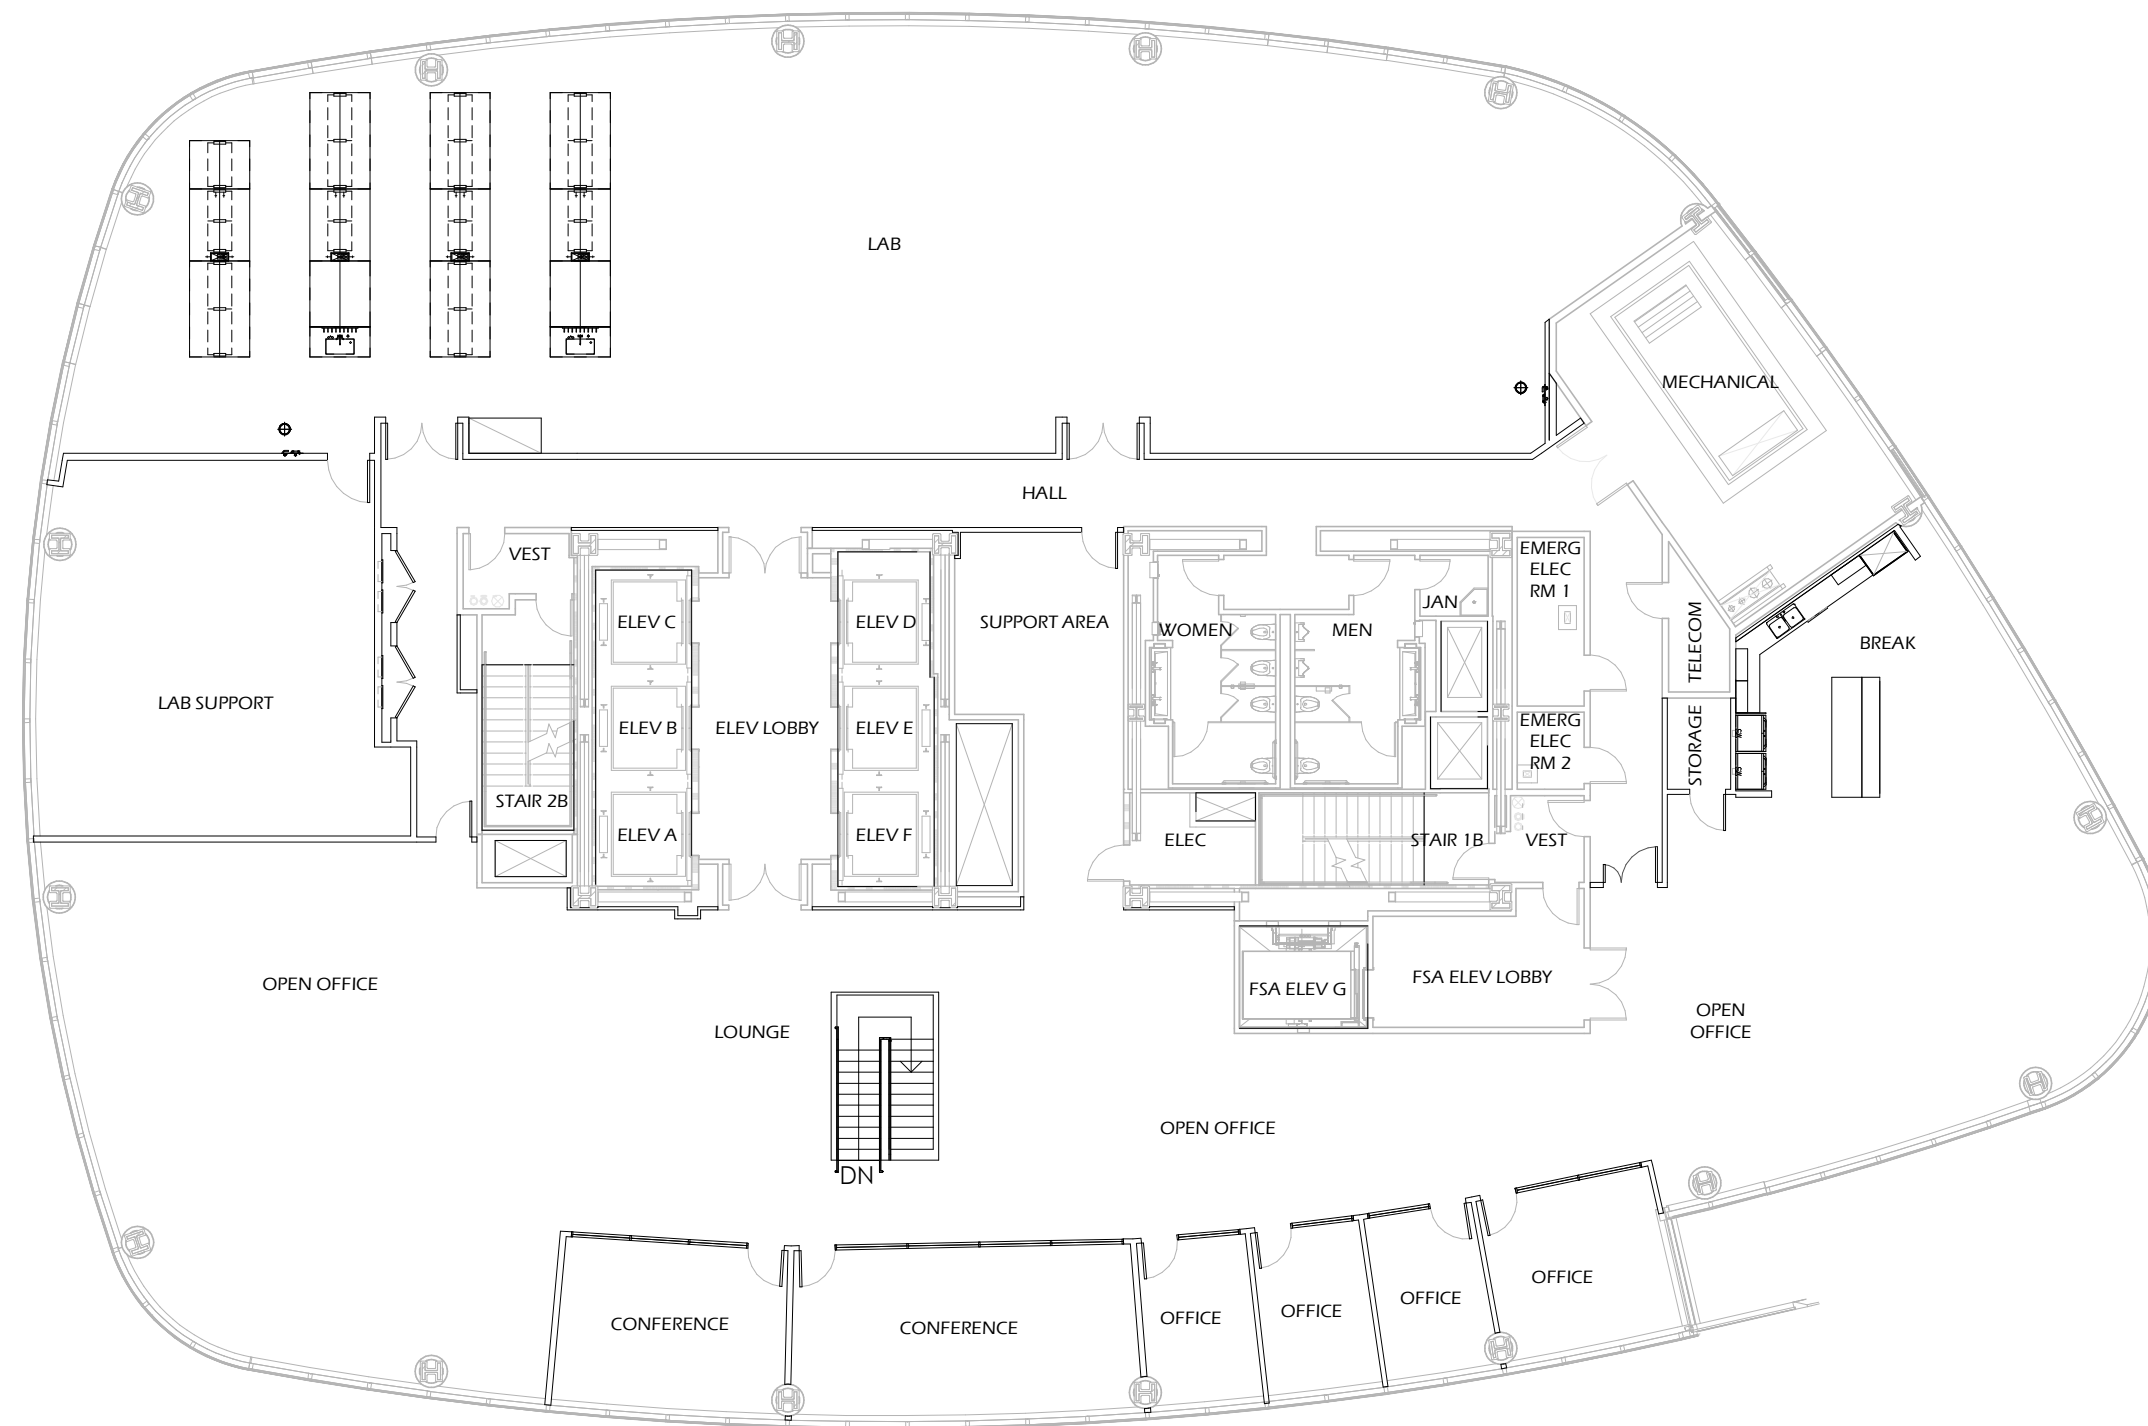 LAB
MECHANICAL
HALL
VEST
EMERG
ELEC
RM 1
ELEV C
ELEV D
SUPPORT AREA
WOMEN
MEN
JAN
TELECOM
BREAK
LAB SUPPORT
ELEV B
ELEV LOBBY
ELEV E
EMERG
ELEC
RM 2
STORAGE
STAIR 2B
ELEV A
ELEV F
ELEC
STAIR 1B
VEST
OPEN OFFICE
FSA ELEV G
FSA ELEV LOBBY
LOUNGE
OPEN
OFFICE
OPEN OFFICE
DN
CONFERENCE
CONFERENCE
OFFICE
OFFICE
OFFICE
OFFICE